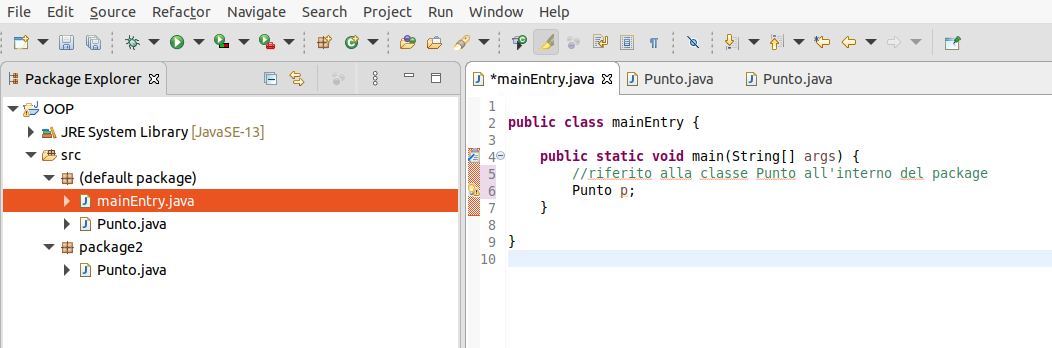 File Edit Source Refactor Navigate Search Project Run Window Help
Package Explorer
OOP
JRE System Library [JavaSE-13]
src
(default package)
mainEntry.java
Punto.java
package2
Punto.java
*mainEntry.java Punto.java Punto.java
1
2 public class mainEntry {
3
4 public static void main(String[] args) {
5 //riferito alla classe Punto all'interno del package
6 Punto p;
7 }
8
9 }
10